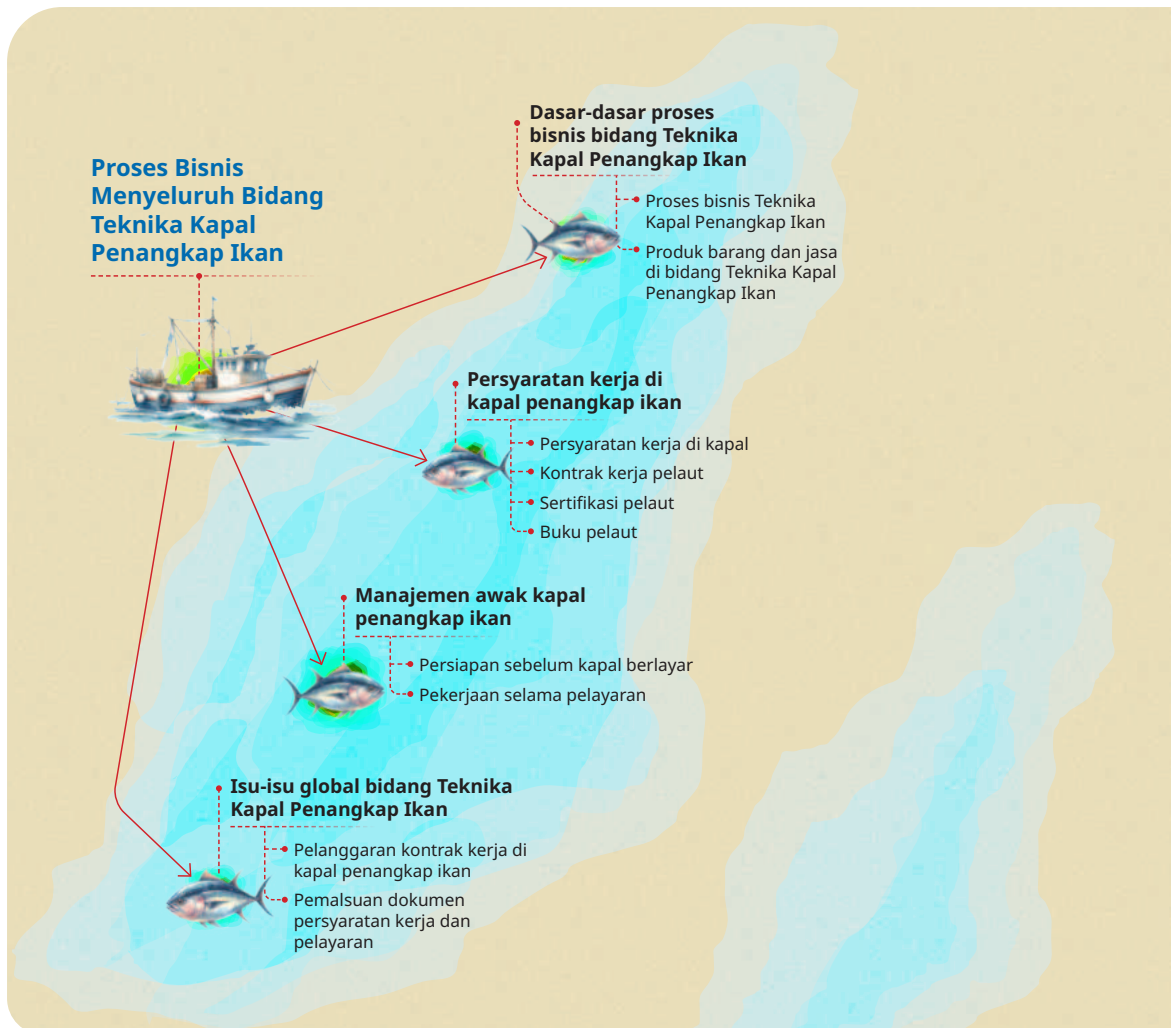 Proses Bisnis
Menyeluruh Bidang
Teknika Kapal
Penangkap Ikan
Dasar-dasar proses
bisnis bidang Teknika
Kapal Penangkap Ikan
Proses bisnis Teknika
Kapal Penangkap Ikan
Produk barang dan jasa
di bidang Teknika Kapal
Penangkap Ikan
Persyaratan kerja di
kapal penangkap ikan
Persyaratan kerja di kapal
Kontrak kerja pelaut
Sertifikasi pelaut
Buku pelaut
Manajemen awak kapal
penangkap ikan
Persiapan sebelum kapal berlayar
Pekerjaan selama pelayaran
Isu-isu global bidang Teknika
Kapal Penangkap Ikan
Pelanggaran kontrak kerja di
kapal penangkap ikan
Pemalsuan dokumen
persyaratan kerja dan
pelayaran